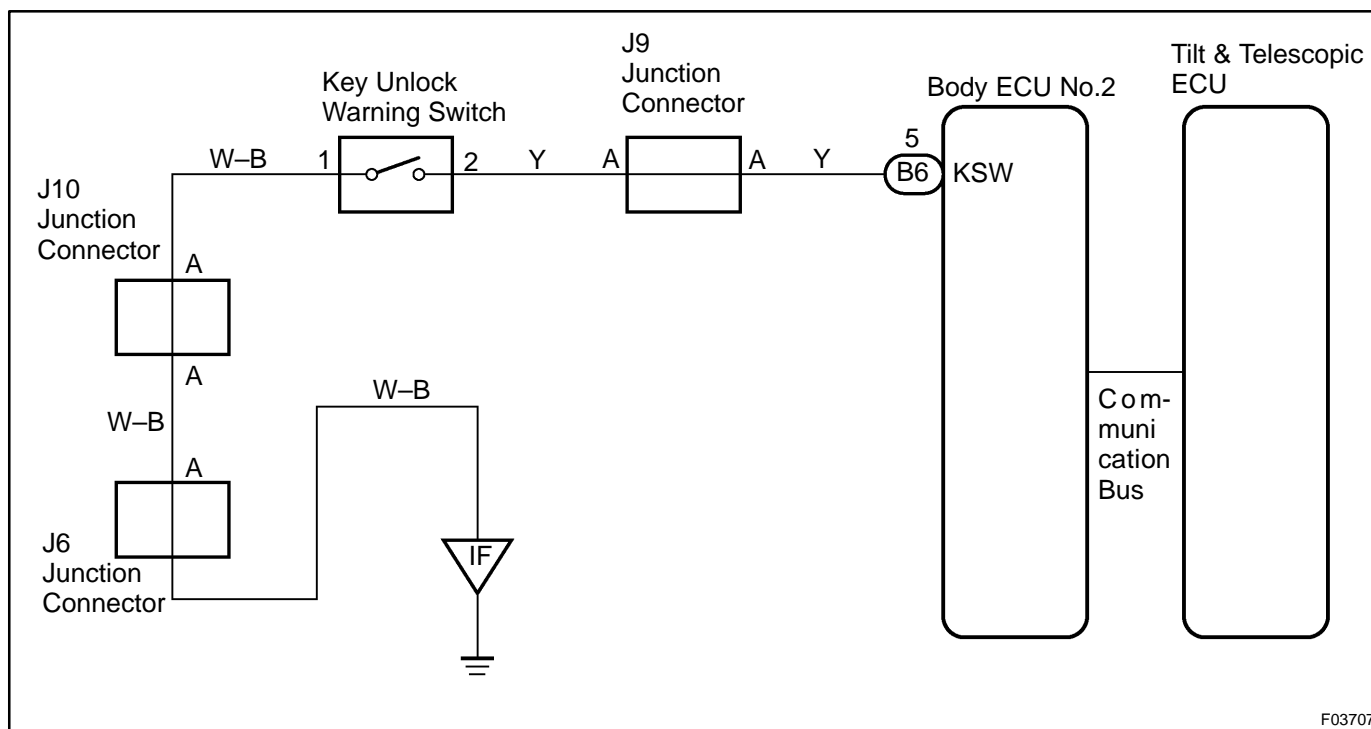 J9
Junction
Connector
Tilt & Telescopic
ECU
Key Unlock
Warning Switch
Body ECU No.2
W–B
1
2
Y
A
A
Y
5
B6
KSW
J10
Junction
Connector
A
A
W–B
W–B
A
Com-
muni
cation
Bus
J6
Junction
Connector
IF
F03707